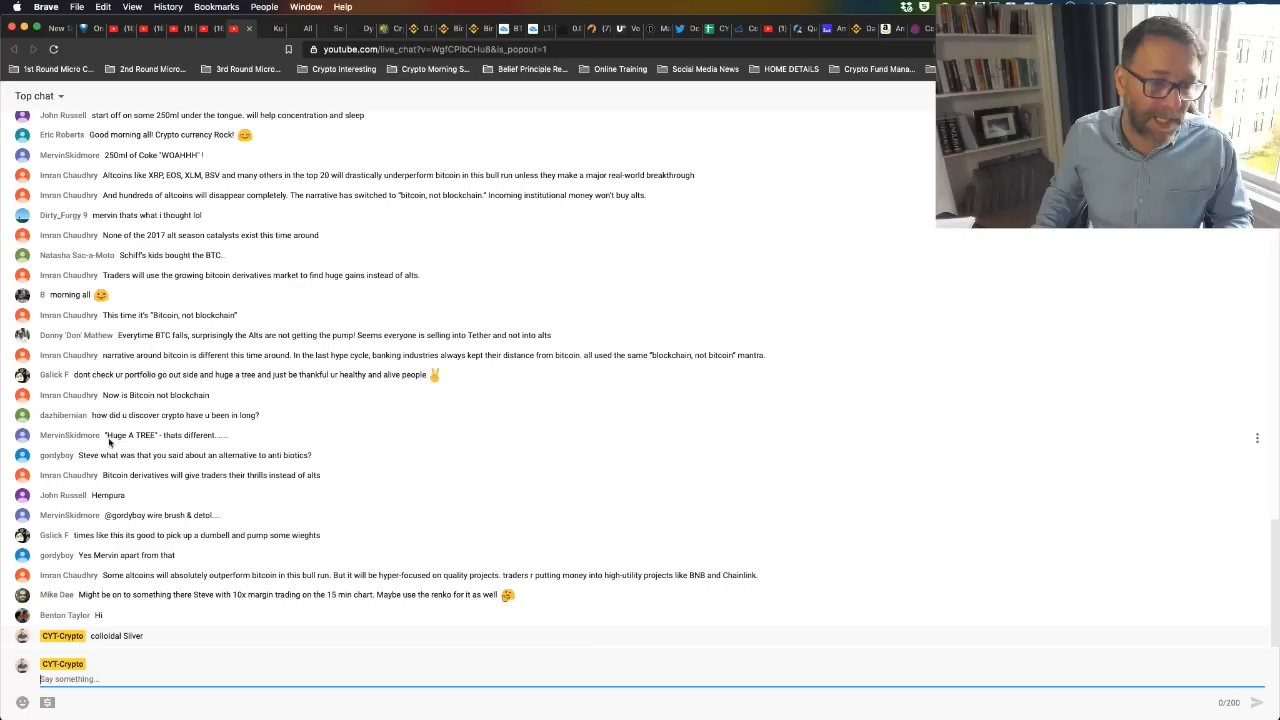 Brave File Edit View History Bookmarks People Window Help
youtube.com/live_chat?v=WgfCPIbCHu8&is_popout=1
1st Round Micro C... 2nd Round Micro... 3rd Round Micro... Crypto Interesting Crypto Morning S... Belief Principle Re... Online Training Social Media News HOME DETAILS Crypto Fund Mana...
Top chat
John Russell start off on some 250ml under the tongue. will help concentration and sleep
Eric Roberts Good morning all! Crypto currency Rock!
MervinSkidmore 250ml of Coke "WOAHHH" !
Imran Chaudhry Altcoins like XRP, EOS, XLM, BSV and many others in the top 20 will drastically underperform bitcoin in this bull run unless they make a major real-world breakthrough
Imran Chaudhry And hundreds of altcoins will disappear completely. The narrative has switched to "bitcoin, not blockchain." Incoming institutional money won't buy alts.
Dirty_Furgy 9 mervin thats what i thought lol
Imran Chaudhry None of the 2017 alt season catalysts exist this time around
Natasha Sac-a-Moto Schiff's kids bought the BTC..
Imran Chaudhry Traders will use the growing bitcoin derivatives market to find huge gains instead of alts.
B morning all
Imran Chaudhry This time it's "Bitcoin, not blockchain"
Donny 'Don' Mathew Everytime BTC falls, surprisingly the Alts are not getting the pump! Seems everyone is selling into Tether and not into alts
Imran Chaudhry narrative around bitcoin is different this time around. In the last hype cycle, banking industries always kept their distance from bitcoin. all used the same "blockchain, not bitcoin" mantra.
Gslick F dont check ur portfolio go out side and huge a tree and just be thankful ur healthy and alive people
Imran Chaudhry Now is Bitcoin not blockchain
dazhibernian how did u discover crypto have u been in long?
MervinSkidmore "Huge A TREE" - thats different.......
gordyboy Steve what was that you said about an alternative to anti biotics?
Imran Chaudhry Bitcoin derivatives will give traders their thrills instead of alts
John Russell Hempura
MervinSkidmore @gordyboy wire brush & detol....
Gslick F times like this its good to pick up a dumbell and pump some wieghts
gordyboy Yes Mervin apart from that
Imran Chaudhry Some altcoins will absolutely outperform bitcoin in this bull run. But it will be hyper-focused on quality projects. traders r putting money into high-utility projects like BNB and Chainlink.
Mike Dee Might be on to something there Steve with 10x margin trading on the 15 min chart. Maybe use the renko for it as well
Benton Taylor Hi
CYT-Crypto colloidal SIlver
CYT-Crypto
Say something...
0/200